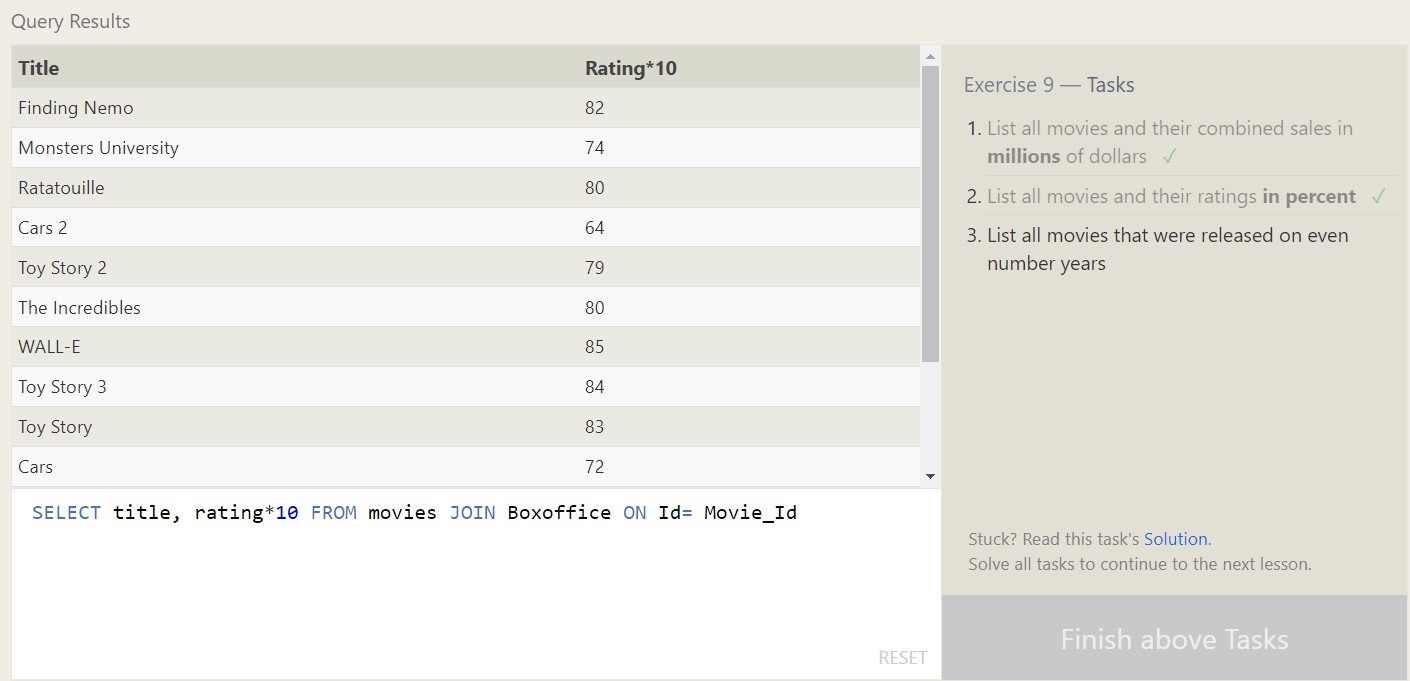 Query Results
Title Rating*10
Finding Nemo 82
Monsters University 74
Ratatouille 80
Cars 2 64
Toy Story 2 79
The Incredibles 80
WALL-E 85
Toy Story 3 84
Toy Story 83
Cars 72
SELECT title, rating*10 FROM movies JOIN Boxoffice ON Id= Movie_Id
RESET
Exercise 9 — Tasks
1. List all movies and their combined sales in
millions of dollars ✓
2. List all movies and their ratings in percent ✓
3. List all movies that were released on even
number years
Stuck? Read this task's Solution.
Solve all tasks to continue to the next lesson.
Finish above Tasks